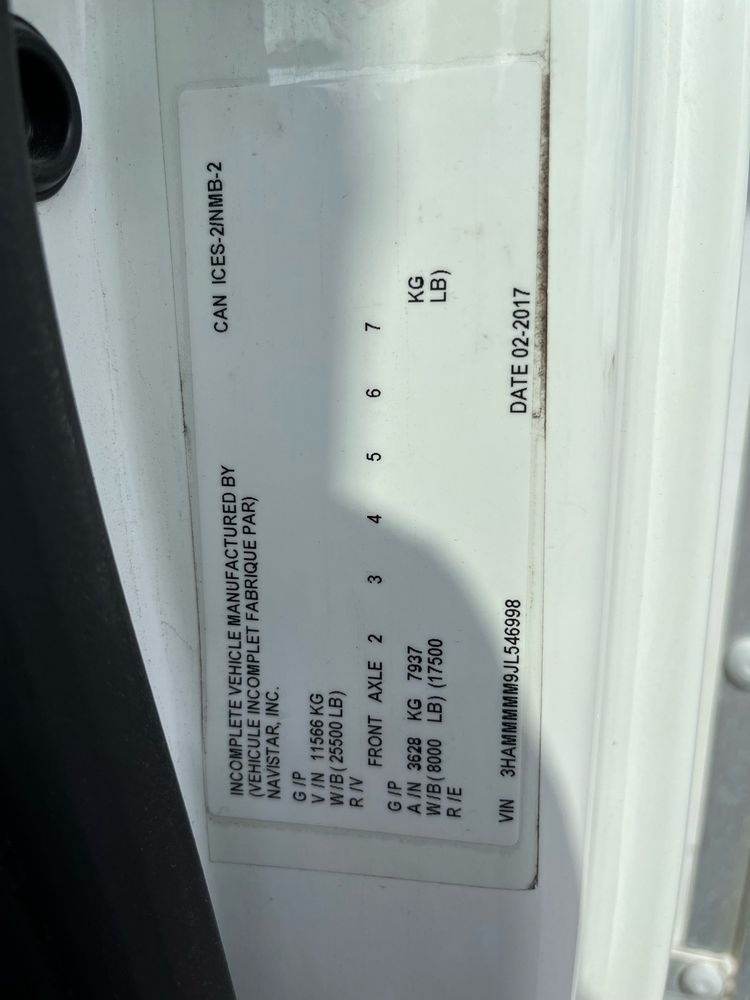 INCOMPLETE VEHICLE MANUFACTURED BY CAN ICES-2/NMB-2
(VEHICULE INCOMPLET FABRIQUE PAR)
NAVISTAR, INC.
G /P
V /N 11566 KG
W/B( 25500 LB)
R /V
FRONT AXLE 2 3 4 5 6 7
G /P
A /N 3628 KG 7937 KG
W/B( 8000 LB) (17500 LB)
R /E
VIN 3HAMMMMM9JL546998 DATE 02-2017